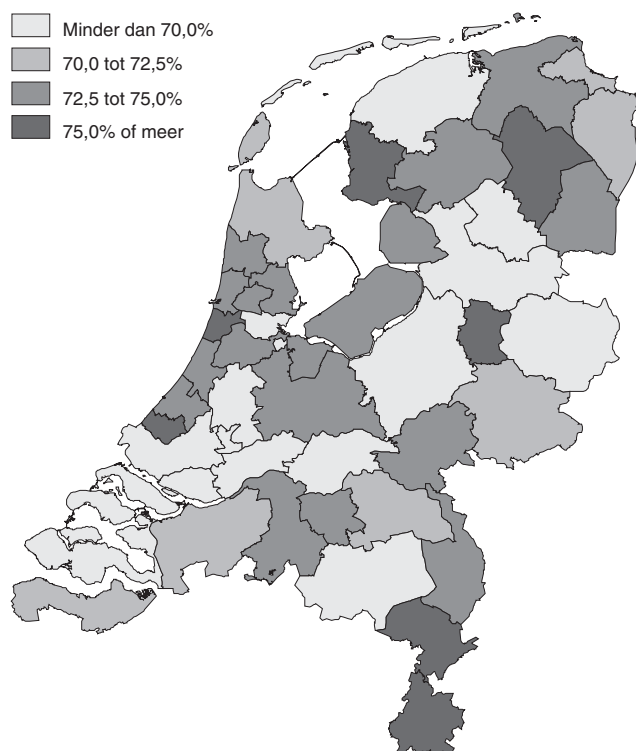 Minder dan 70,0%
70,0 tot 72,5%
72,5 tot 75,0%
75,0% of meer